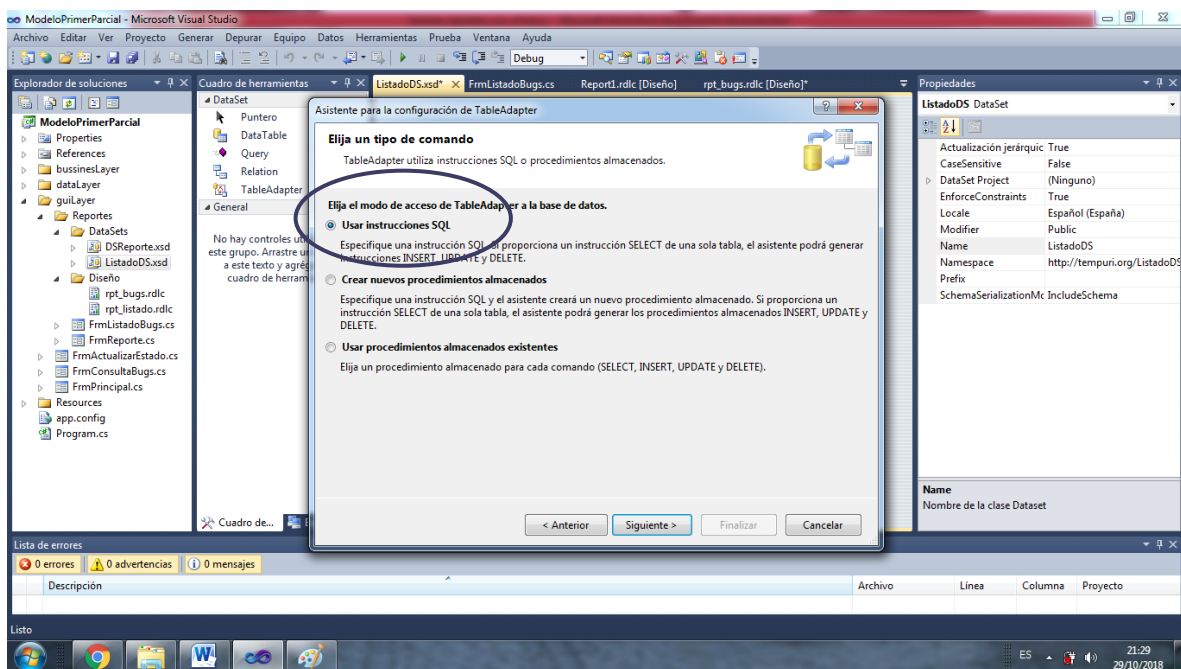 ModeloPrimerParcial - Microsoft Visual Studio
Archivo Editar Ver Proyecto Generar Depurar Equipo Datos Herramientas Prueba Ventana Ayuda
Debug
Explorador de soluciones
ModeloPrimerParcial
Properties
References
bussinesLayer
dataLayer
guiLayer
Reportes
DataSets
DSReporte.xsd
ListadoDS.xsd
Diseño
rpt_bugs.rdlc
rpt_listado.rdlc
FrmListadoBugs.cs
FrmReporte.cs
FrmActualizarEstado.cs
FrmConsultaBugs.cs
FrmPrincipal.cs
Resources
app.config
Program.cs
Cuadro de herramientas
DataSet
Puntero
DataTable
Query
Relation
TableAdapter
General
No hay controles
este grupo. Arrastre
a este texto y
cuadro de
Cuadro de...
ListadoDS.xsd* FrmListadoBugs.cs Report1.rdlc [Diseño] rpt_bugs.rdlc [Diseño]*
Asistente para la configuración de TableAdapter
Elija un tipo de comando
TableAdapter utiliza instrucciones SQL o procedimientos almacenados.
Elija el modo de acceso de TableAdapter a la base de datos.
Usar instrucciones SQL
Especifique una instrucción SQL. Si proporciona un instrucción SELECT de una sola tabla, el asistente podrá generar
instrucciones INSERT, UPDATE y DELETE.
Crear nuevos procedimientos almacenados
Especifique una instrucción SQL y el asistente creará un nuevo procedimiento almacenado. Si proporciona un
instrucción SELECT de una sola tabla, el asistente podrá generar los procedimientos almacenados INSERT, UPDATE y
DELETE.
Usar procedimientos almacenados existentes
Elija un procedimiento almacenado para cada comando (SELECT, INSERT, UPDATE y DELETE).
< Anterior Siguiente > Finalizar Cancelar
Propiedades
ListadoDS DataSet
Actualización jerárquic True
CaseSensitive False
DataSet Project (Ninguno)
EnforceConstraints True
Locale Español (España)
Modifier Public
Name ListadoDS
Namespace http://tempuri.org/ListadoDS
Prefix
SchemaSerializationMc IncludeSchema
Name
Nombre de la clase Dataset
Lista de errores
0 errores 0 advertencias 0 mensajes
Descripción Archivo Línea Columna Proyecto
Listo
ES 21:29
29/10/2018